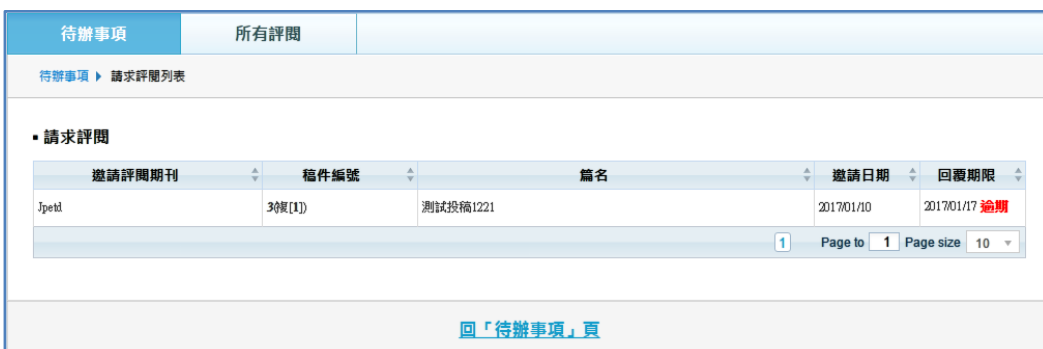 待辦事項 所有評閱
待辦事項 ▶ 請求評閱列表
▪ 請求評閱
邀請評閱期刊 稿件編號 篇名 邀請日期 回覆期限
Jpetd 3(復[1]) 測試投稿1221 2017/01/10 2017/01/17 逾期
1 Page to 1 Page size 10
回「待辦事項」頁